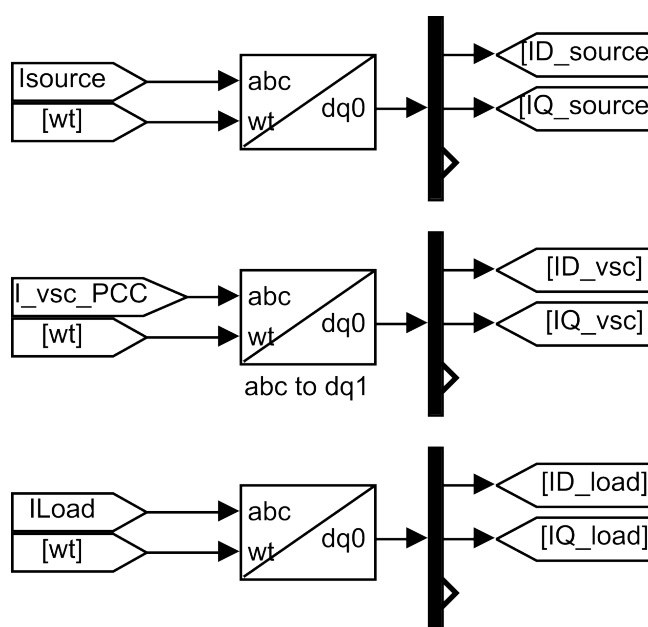 Isource
[wt]
abc
wt
dq0
[ID_source
[IQ_source
I_vsc_PCC
[wt]
abc
wt
dq0
abc to dq1
[ID_vsc]
[IQ_vsc]
ILoad
[wt]
abc
wt
dq0
[ID_load]
[IQ_load]